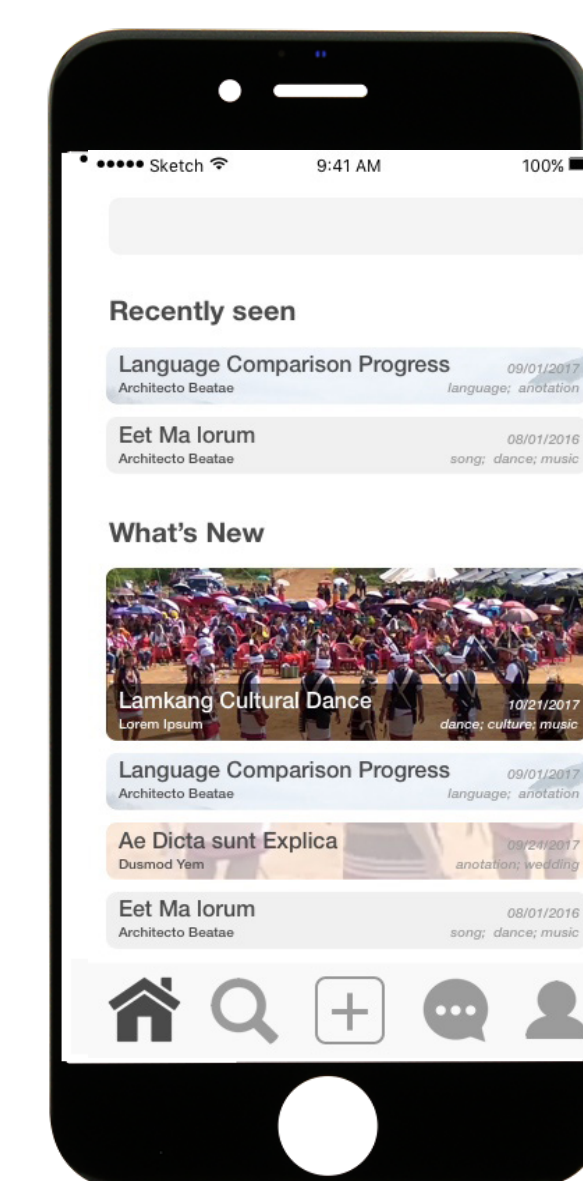 Sketch 9:41 AM 100%
Recently seen
Language Comparison Progress 09/01/2017
Architecto Beatae language; anotation
Eet Ma lorum 08/01/2016
Architecto Beatae song; dance; music
What's New
Lamkang Cultural Dance 10/21/2017
Lorem Ipsum dance; culture; music
Language Comparison Progress 09/01/2017
Architecto Beatae language; anotation
Ae Dicta sunt Explica 09/24/2017
Dusmod Yem anotation; wedding
Eet Ma lorum 08/01/2016
Architecto Beatae song; dance; music